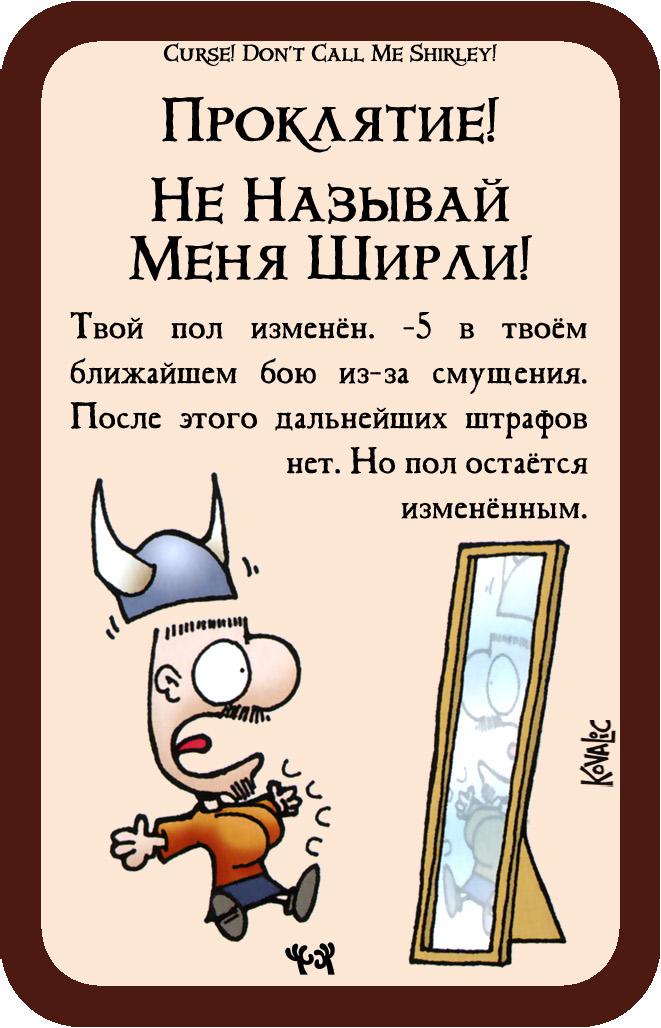 Curse! Don't Call Me Shirley!
Проклятие!
Не Называй
Меня Ширли!
Твой пол изменён. -5 в твоём
ближайшем бою из-за смущения.
После этого дальнейших штрафов
нет. Но пол остаётся
изменённым.
KOVALIC